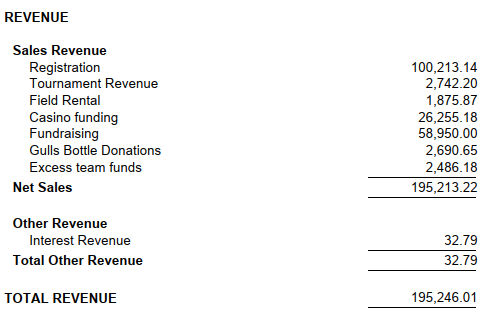 REVENUE
Sales Revenue
Registration 100,213.14
Tournament Revenue 2,742.20
Field Rental 1,875.87
Casino funding 26,255.18
Fundraising 58,950.00
Gulls Bottle Donations 2,690.65
Excess team funds 2,486.18
Net Sales 195,213.22
Other Revenue
Interest Revenue 32.79
Total Other Revenue 32.79
TOTAL REVENUE 195,246.01